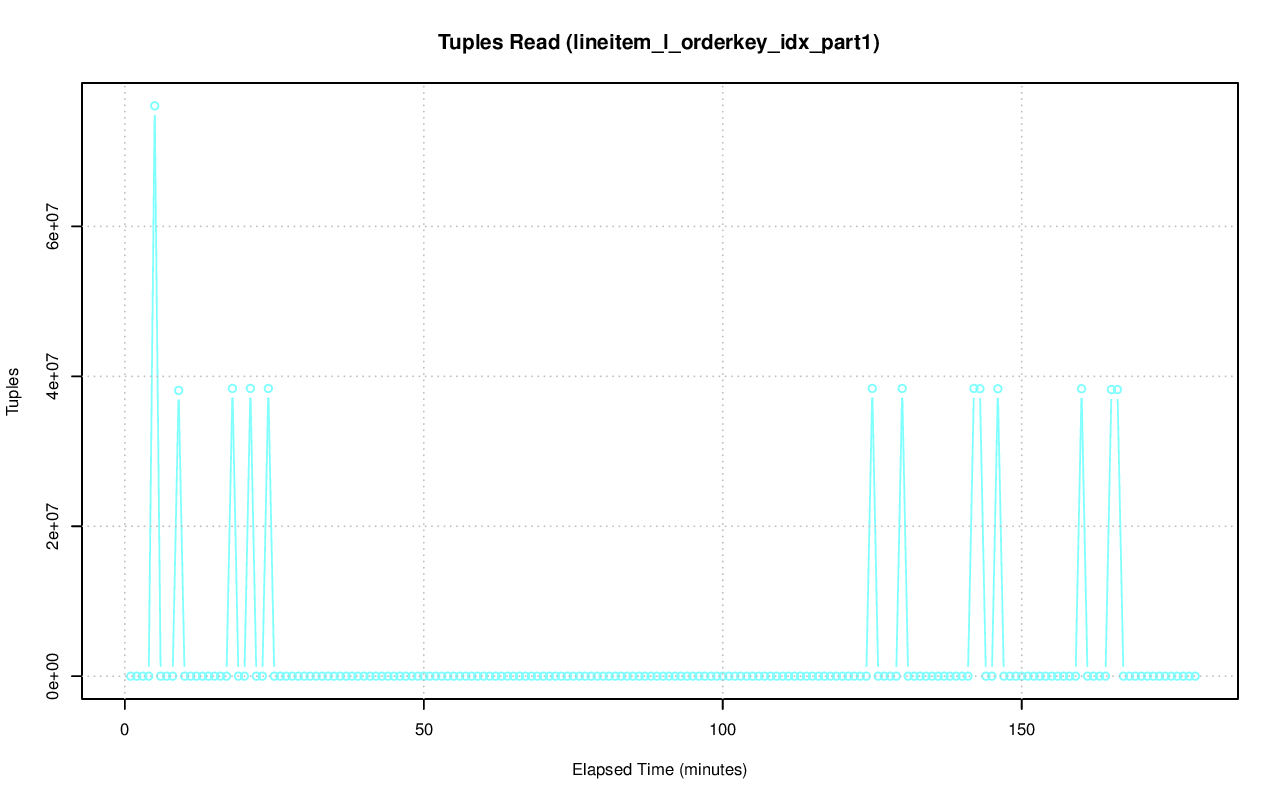 Tuples Read (lineitem_l_orderkey_idx_part1)
Tuples
6e+07
4e+07
2e+07
0e+00
0 50 100 150
Elapsed Time (minutes)